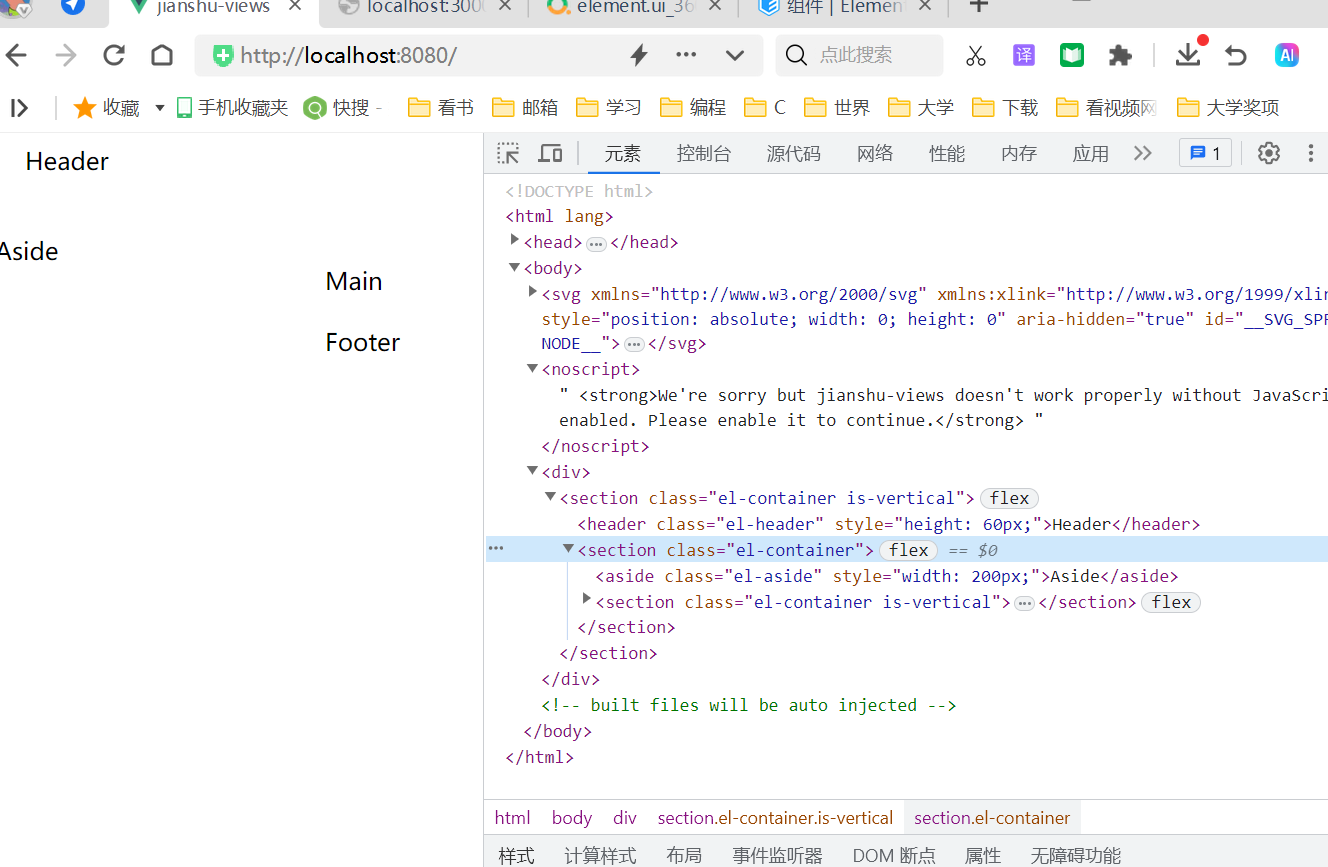 jianshu-views
localhost:300
element.ui_36
组件 | Elemen
http://localhost:8080/
点此搜索
译
AI
收藏
手机收藏夹
快搜
看书
邮箱
学习
编程
C
世界
大学
下载
看视频网
大学奖项
Header
Aside
Main
Footer
元素 控制台 源代码 网络 性能 内存 应用 1
<!DOCTYPE html>
<html lang>
<head> … </head>
<body>
<svg xmlns="http://www.w3.org/2000/svg" xmlns:xlink="http://www.w3.org/1999/xlin
style="position: absolute; width: 0; height: 0" aria-hidden="true" id="__SVG_SPR
NODE__"> … </svg>
<noscript>
" <strong>We're sorry but jianshu-views doesn't work properly without JavaScri
enabled. Please enable it to continue.</strong> "
</noscript>
<div>
<section class="el-container is-vertical"> flex
<header class="el-header" style="height: 60px;">Header</header>
<section class="el-container"> flex == $0
<aside class="el-aside" style="width: 200px;">Aside</aside>
<section class="el-container is-vertical"> … </section> flex
</section>
</section>
</div>
<!-- built files will be auto injected -->
</body>
</html>
html body div section.el-container.is-vertical section.el-container
样式 计算样式 布局 事件监听器 DOM 断点 属性 无障碍功能